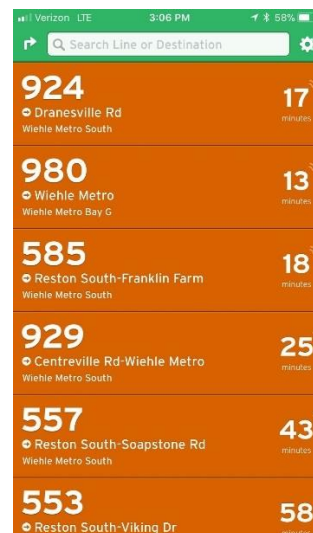 Verizon LTE 3:06 PM 58%
Search Line or Destination
924
Dranesville Rd
Wiehle Metro South
17
minutes
980
Wiehle Metro
Wiehle Metro Bay G
13
minutes
585
Reston South-Franklin Farm
Wiehle Metro South
18
minutes
929
Centreville Rd-Wiehle Metro
Wiehle Metro South
25
minutes
557
Reston South-Soapstone Rd
Wiehle Metro South
43
minutes
553
Reston South-Viking Dr
58
minutes